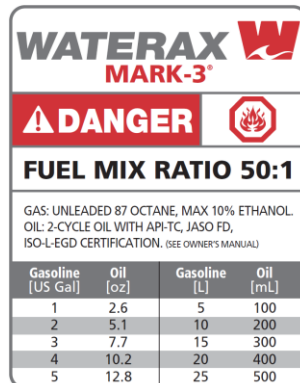 WATERAX
MARK-3®
DANGER
FUEL MIX RATIO 50:1
GAS: UNLEADED 87 OCTANE, MAX 10% ETHANOL.
OIL: 2-CYCLE OIL WITH API-TC, JASO FD,
ISO-L-EGD CERTIFICATION. (SEE OWNER'S MANUAL)
Gasoline Oil Gasoline Oil
[US Gal] [oz] [L] [mL]
1 2.6 5 100
2 5.1 10 200
3 7.7 15 300
4 10.2 20 400
5 12.8 25 500